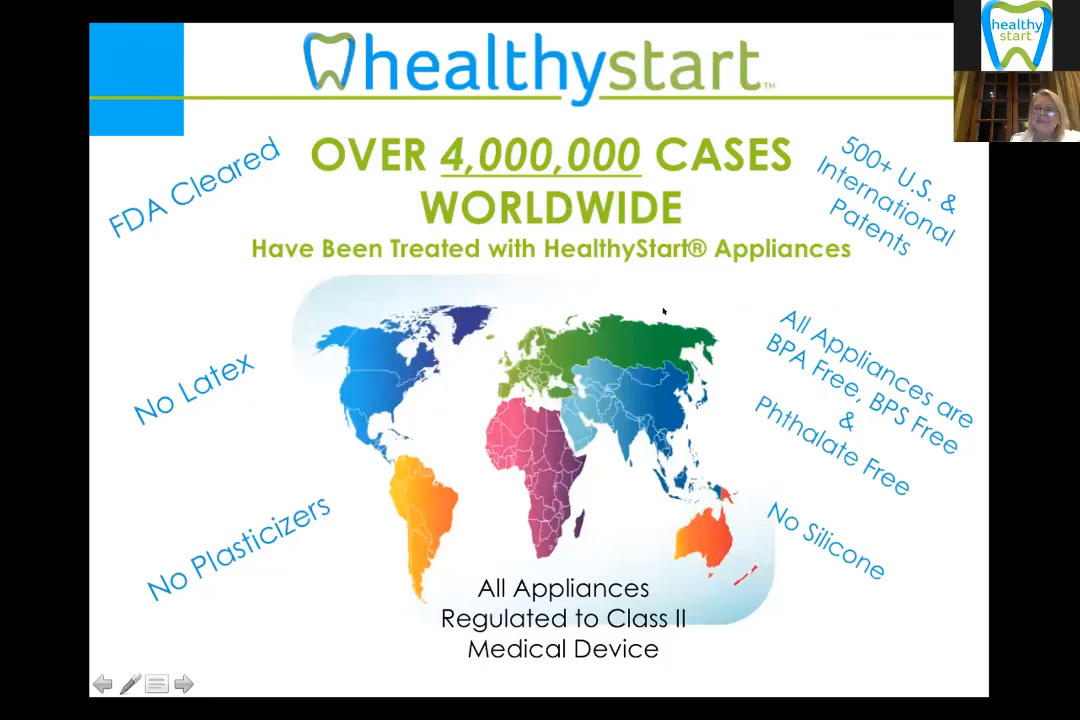 healthystart™
healthy
start
OVER 4,000,000 CASES
WORLDWIDE
Have Been Treated with HealthyStart® Appliances
FDA Cleared
500+ U.S. &
International
Patents
No Latex
All Appliances are
BPA Free, BPS Free
&
Phthalate Free
No Plasticizers
No Silicone
All Appliances
Regulated to Class II
Medical Device